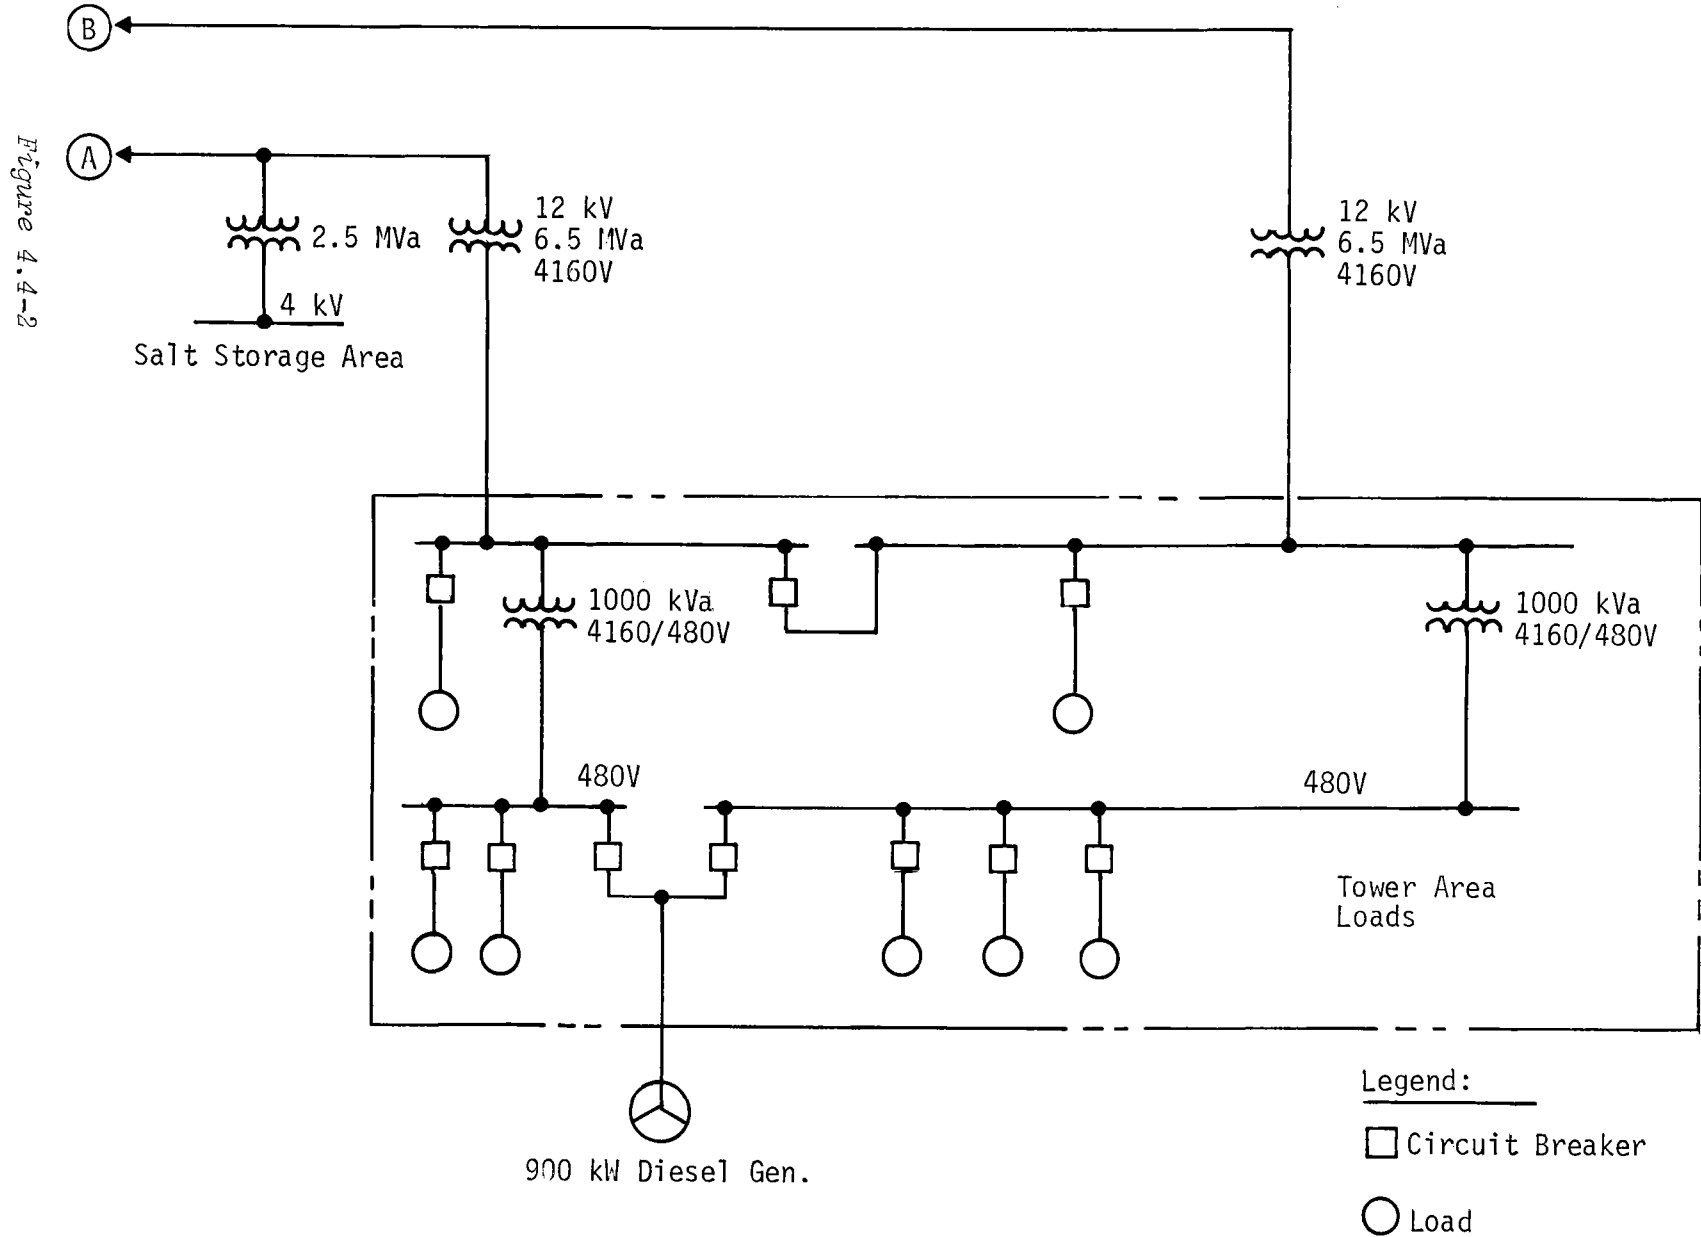 B
Figure 4.4-2
A
12 kV
6.5 MVa
4160V
2.5 MVa
4 kV
Salt Storage Area
12 kV
6.5 MVa
4160V
1000 kVa
4160/480V
1000 kVa
4160/480V
480V
480V
Tower Area
Loads
900 kW Diesel Gen.
Legend:
Circuit Breaker
Load